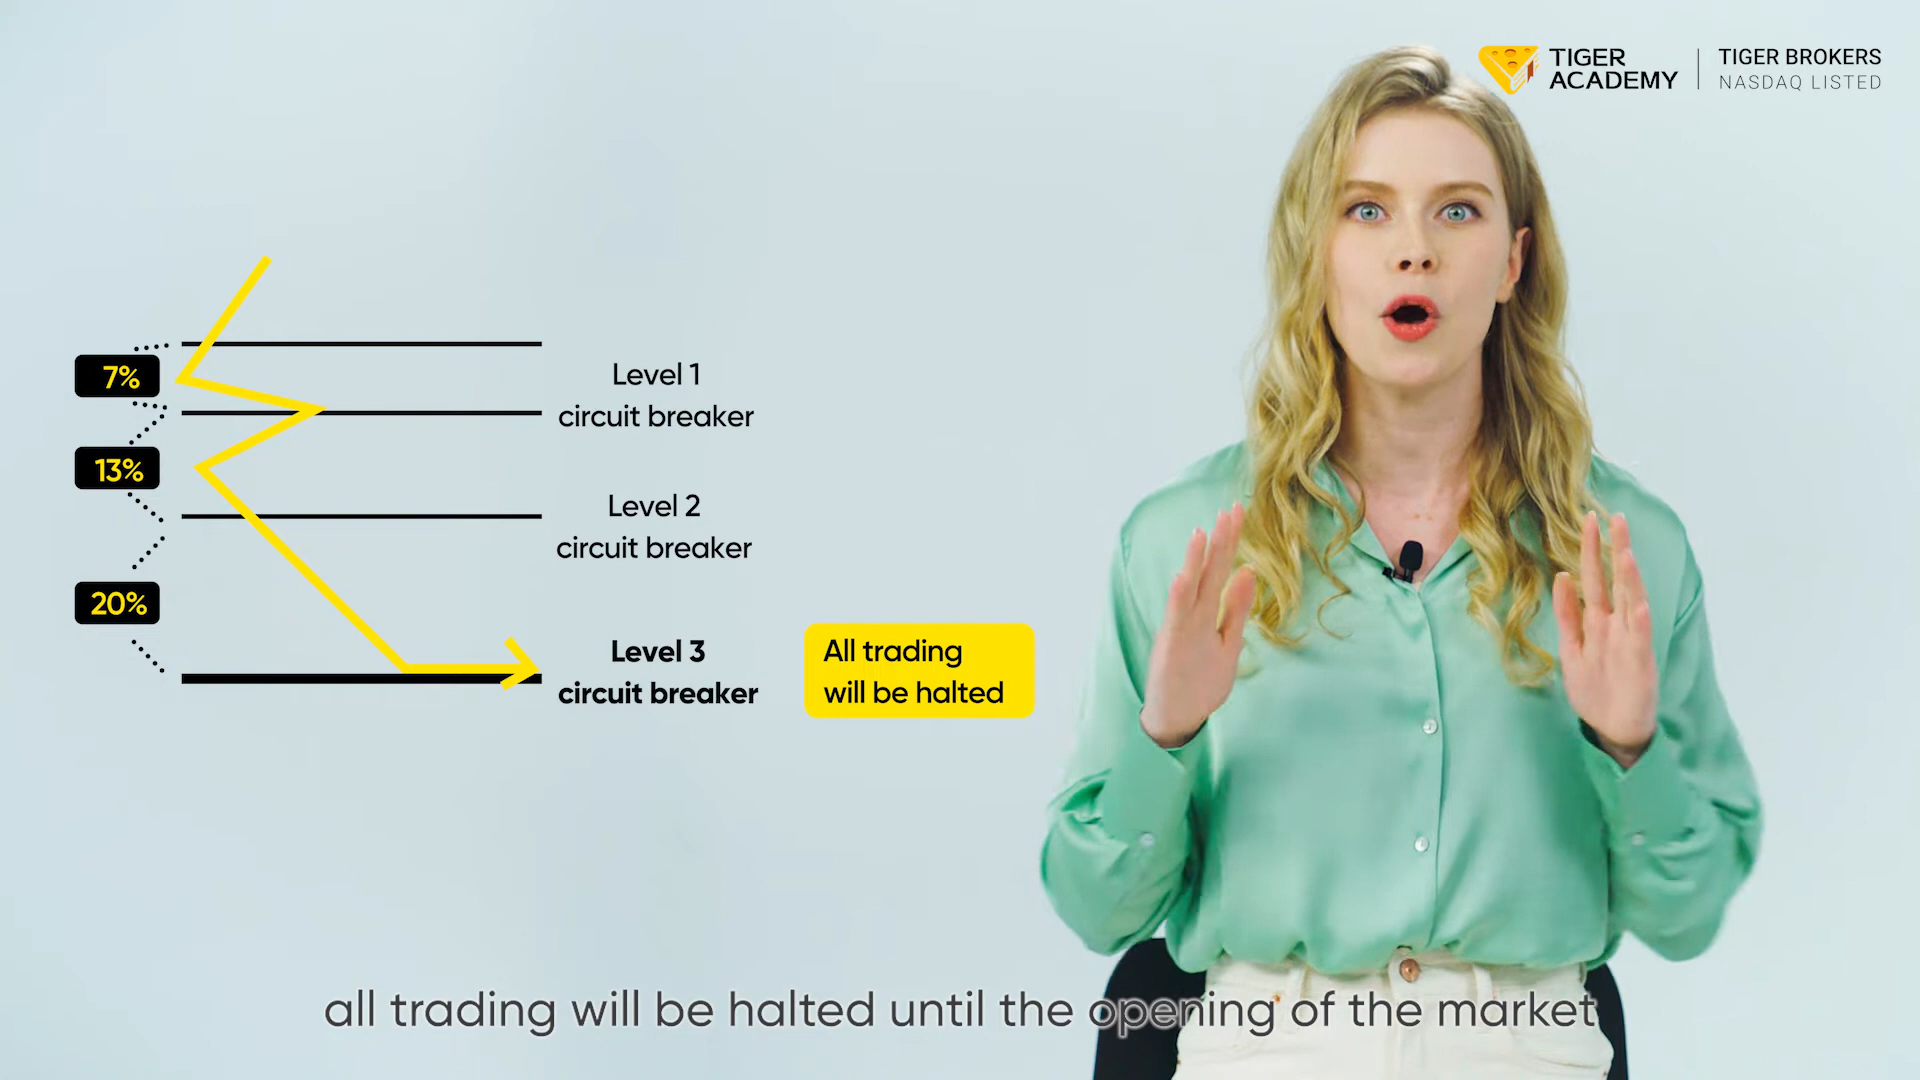 TIGER
ACADEMY
TIGER BROKERS
NASDAQ LISTED
7%
Level 1
circuit breaker
13%
Level 2
circuit breaker
20%
Level 3
circuit breaker
All trading
will be halted
all trading will be halted until the opening of the market